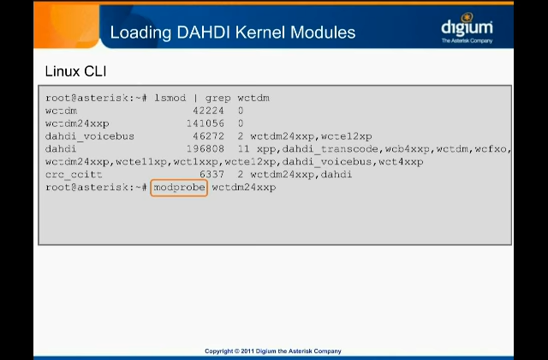 Loading DAHDI Kernel Modules
digium
The Asterisk Company
Linux CLI
root@asterisk:~# lsmod | grep wctdm
wctdm 42224 0
wctdm24xxp 141056 0
dahdi_voicebus 46272 2 wctdm24xxp,wcte12xp
dahdi 196808 11 xpp,dahdi_transcode,wcb4xxp,wctdm,wcfxo,
wctdm24xxp,wcte11xp,wct1xxp,wcte12xp,dahdi_voicebus,wct4xxp
crc_ccitt 6337 2 wctdm24xxp,dahdi
root@asterisk:~# modprobe wctdm24xxp
Copyright © 2011 Digium the Asterisk Company